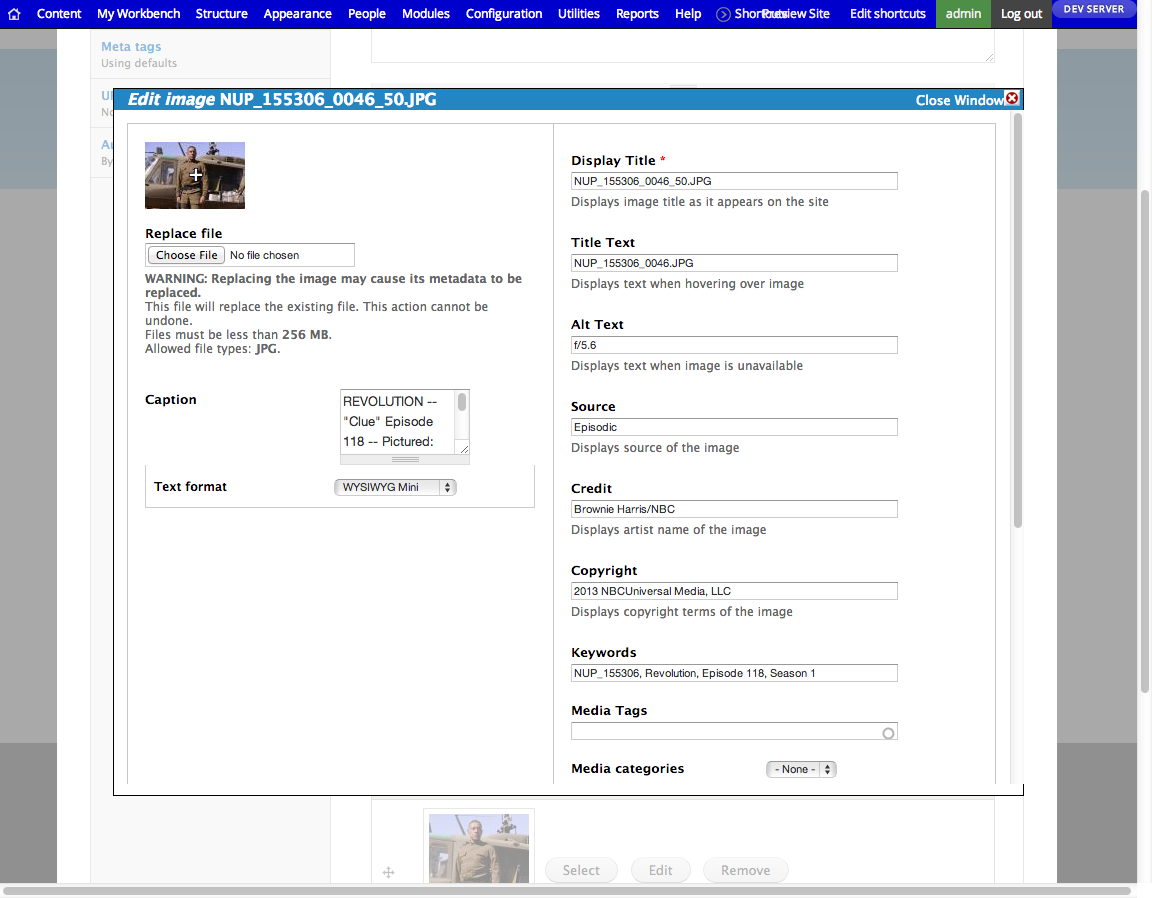 Content My Workbench Structure Appearance People Modules Configuration Utilities Reports Help Shortcuts Preview Site Edit shortcuts admin Log out DEV SERVER
Meta tags
Using defaults
Edit image NUP_155306_0046_50.JPG
Close Window
Replace file
Choose File No file chosen
WARNING: Replacing the image may cause its metadata to be
replaced.
This file will replace the existing file. This action cannot be
undone.
Files must be less than 256 MB.
Allowed file types: JPG.
Caption
REVOLUTION --
"Clue" Episode
118 -- Pictured:
Text format
WYSIWYG Mini
Display Title *
NUP_155306_0046_50.JPG
Displays image title as it appears on the site
Title Text
NUP_155306_0046.JPG
Displays text when hovering over image
Alt Text
f/5.6
Displays text when image is unavailable
Source
Episodic
Displays source of the image
Credit
Brownie Harris/NBC
Displays artist name of the image
Copyright
2013 NBCUniversal Media, LLC
Displays copyright terms of the image
Keywords
NUP_155306, Revolution, Episode 118, Season 1
Media Tags
Media categories
- None -
Select Edit Remove